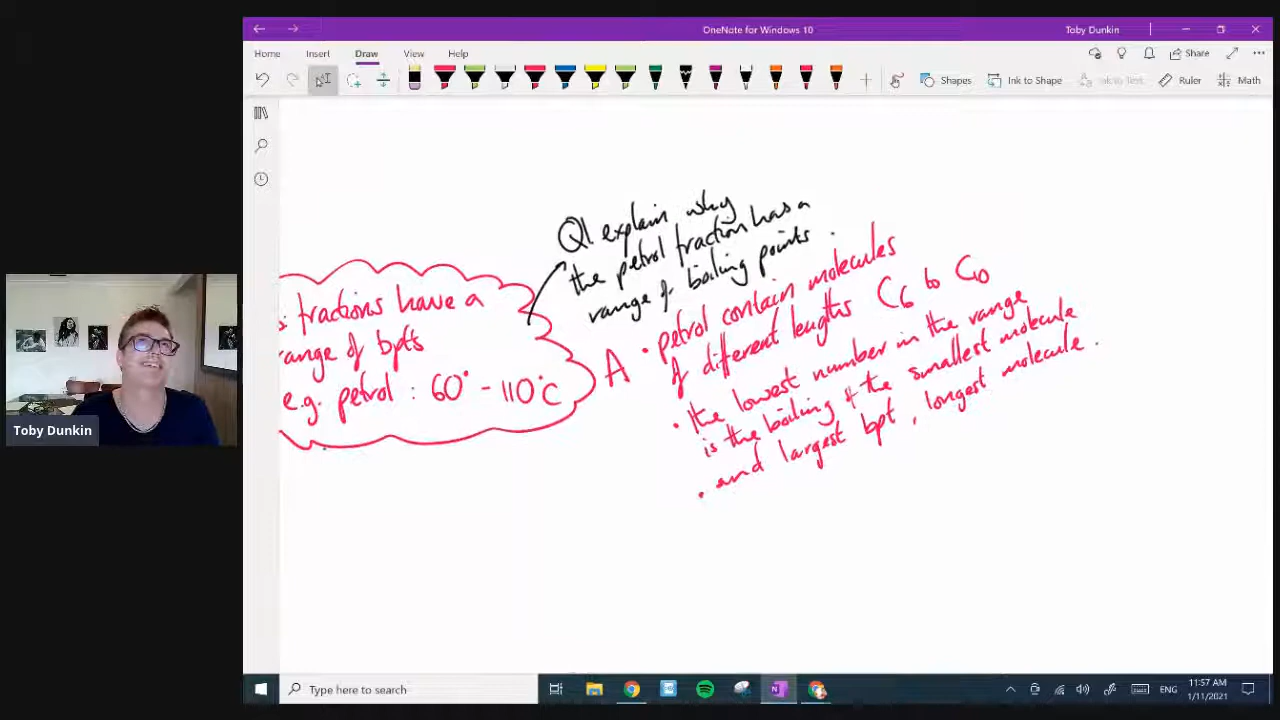 OneNote for Windows 10
Toby Dunkin
Home Insert Draw View Help
Share
Shapes Ink to Shape Ink to Text Ruler Math
Q1 explain why
the petrol fraction has a
range of boiling points.
: fractions have a
range of bpts
e.g. petrol : 60° - 110°C
A • petrol contain molecules
of different lengths C6 to C10
• the lowest number in the range
is the boiling of the smallest molecule
• and largest bpt, longest molecule.
Toby Dunkin
Type here to search
ENG
11:57 AM
1/11/2021